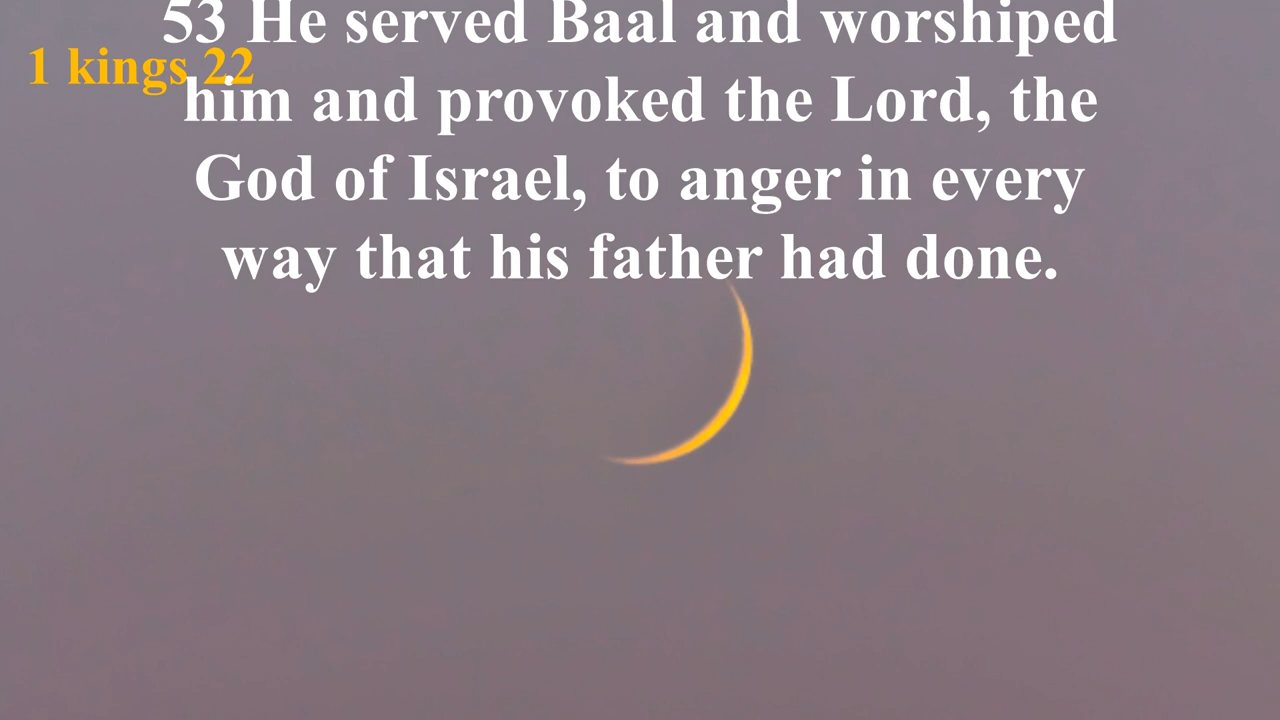 53 He served Baal and worshiped
1 kings 22
him and provoked the Lord, the
God of Israel, to anger in every
way that his father had done.